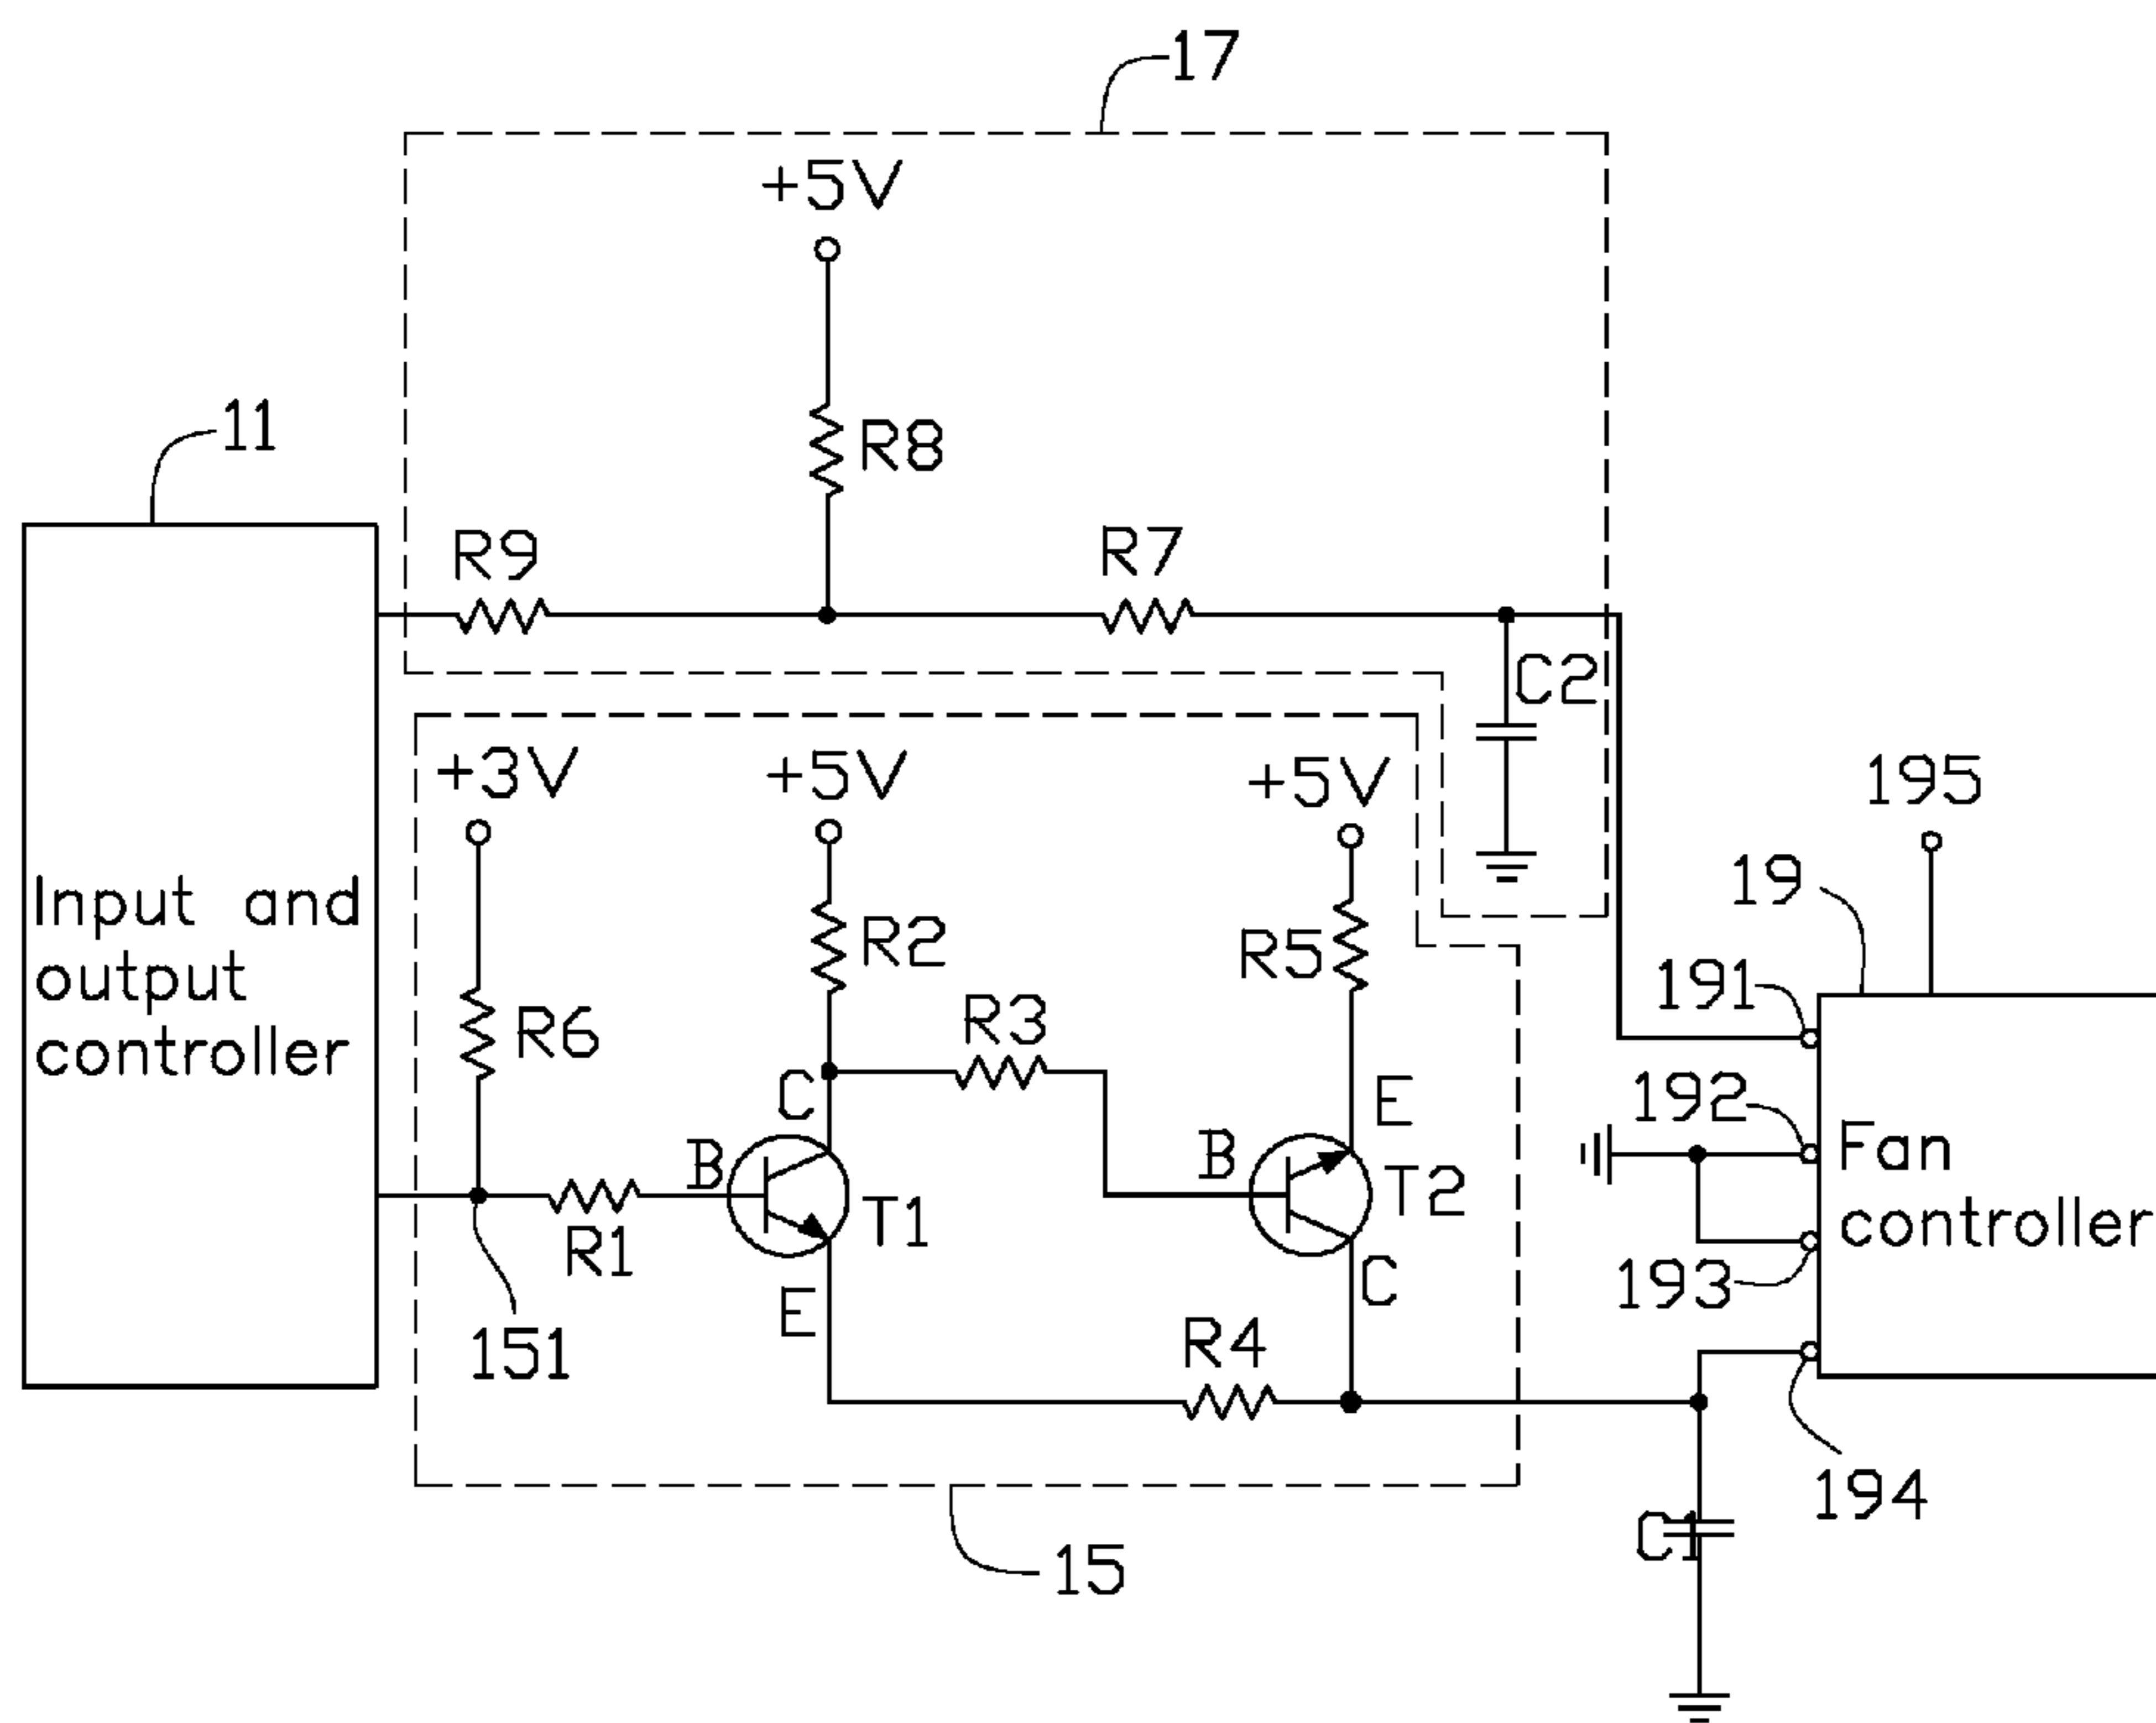 17
+5V
11
R8
R9
R7
C2
+3V
+5V
+5V
195
19
Input and
output
controller
R2
R5
191
R6
R3
C
E
192
B
B
Fan
controller
T1
T2
R1
193
E
C
151
R4
194
C1
15